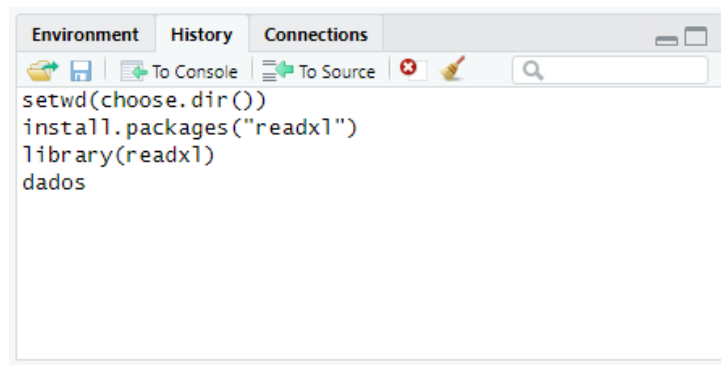 Environment History Connections
To Console To Source
setwd(choose.dir())
install.packages("readxl")
library(readxl)
dados